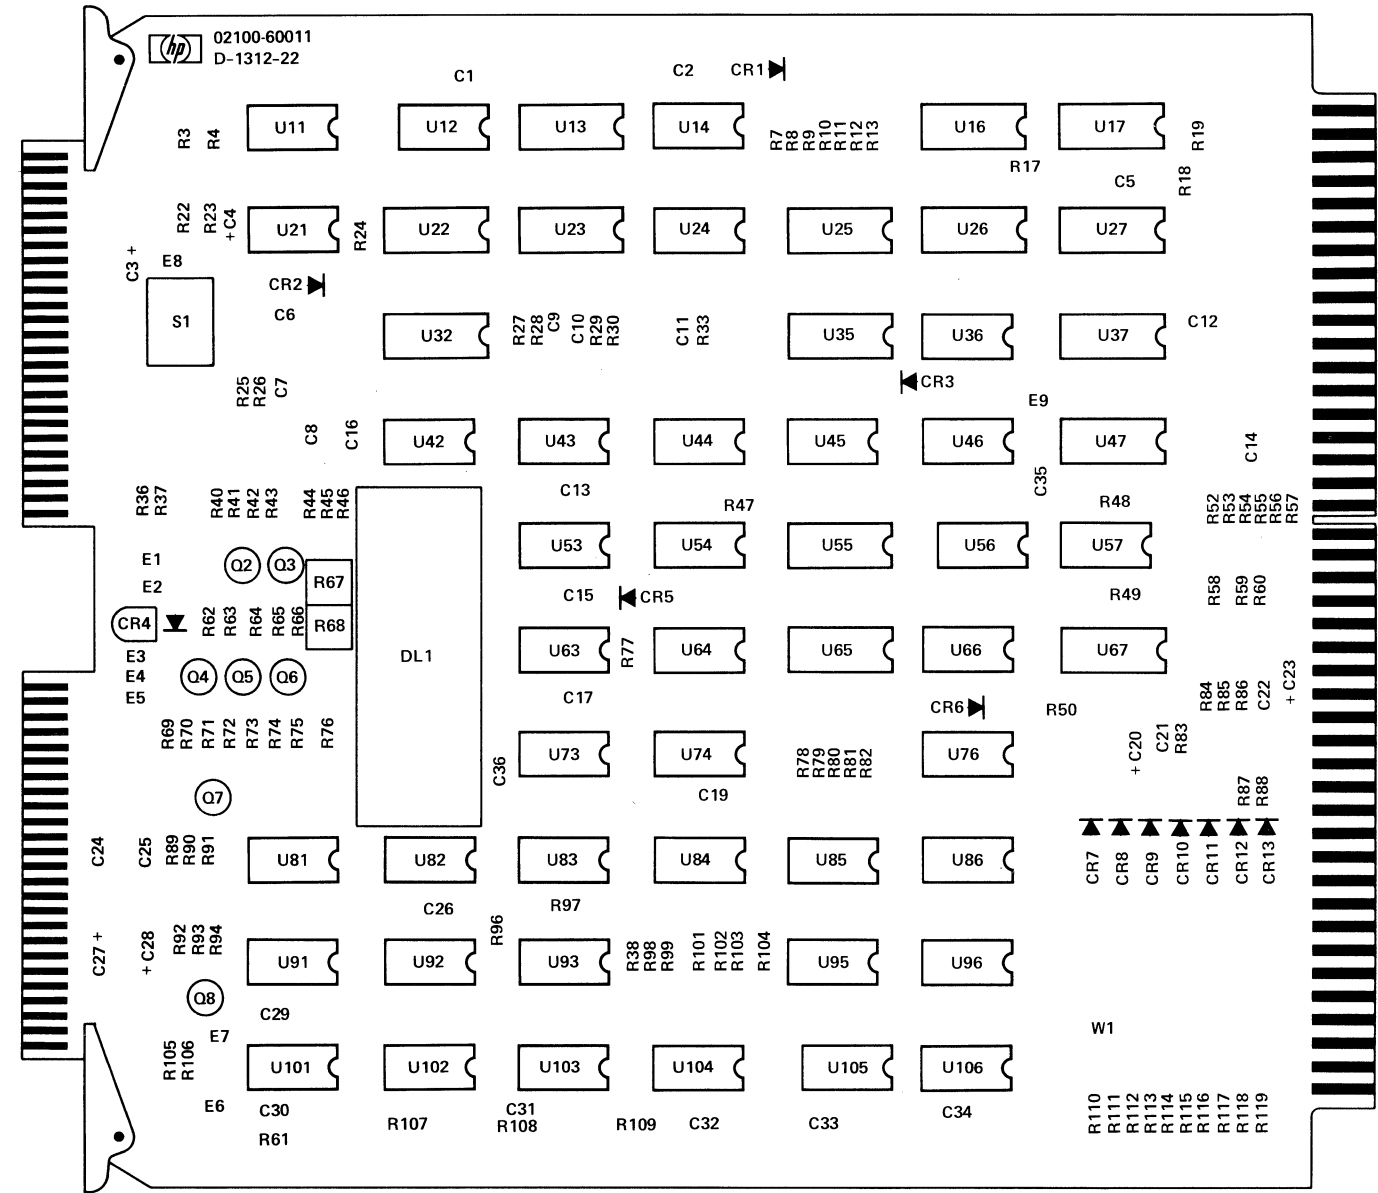 hp
02100-60011
D-1312-22
C1
C2
CR1
R3
R4
U11
U12
U13
U14
R7
R8
R9
R10
R11
R12
R13
U16
U17
R19
R17
C5
R18
R22
R23
+C4
U21
R24
U22
U23
U24
U25
U26
U27
C3 +
E8
CR2
C6
S1
U32
R27
R28
C9
C10
R29
R30
C11
R33
U35
U36
U37
C12
CR3
R25
R26
C7
E9
C8
C16
U42
U43
U44
U45
U46
U47
C14
C13
C35
R36
R37
R40
R41
R42
R43
R44
R45
R46
R47
R48
R52
R53
R54
R55
R56
R57
U53
U54
U55
U56
U57
E1
E2
Q2
Q3
R67
C15
CR5
R49
R58
R59
R60
CR4
R62
R63
R64
R65
R66
R68
DL1
E3
E4
E5
U63
R77
U64
U65
U66
U67
Q4
Q5
Q6
C17
CR6
R50
R84
R85
R86
C22
+ C23
R69
R70
R71
R72
R73
R74
R75
R76
U73
U74
R78
R79
R80
R81
R82
U76
+ C20
C21
R83
C36
Q7
C19
R87
R88
C24
C25
R89
R90
R91
U81
U82
U83
U84
U85
U86
CR7
CR8
CR9
CR10
CR11
CR12
CR13
C26
R97
R96
C27 +
+ C28
R92
R93
R94
U91
U92
U93
R38
R98
R99
R101
R102
R103
R104
U95
U96
Q8
C29
E7
W1
R105
R106
U101
U102
U103
U104
U105
U106
E6
C30
R61
R107
C31
R108
R109
C32
C33
C34
R110
R111
R112
R113
R114
R115
R116
R117
R118
R119